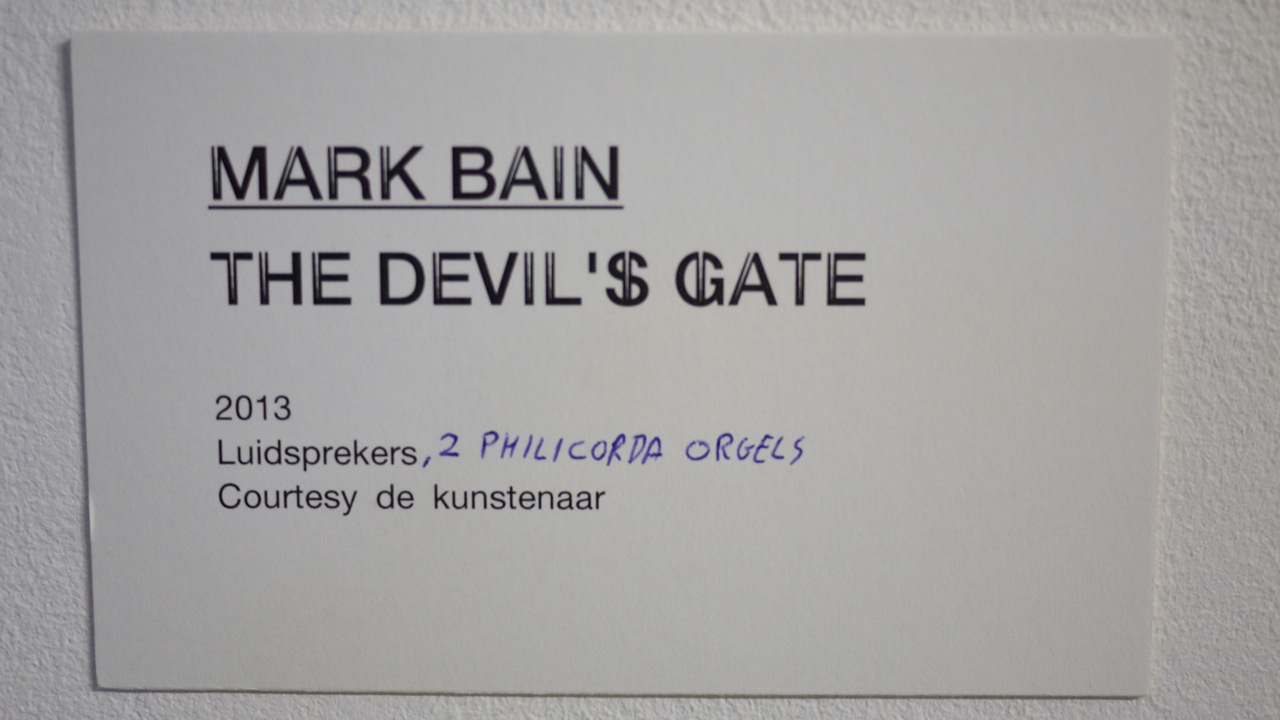 MARK BAIN
THE DEVIL'S GATE
2013
Luidsprekers, 2 PHILICORDA ORGELS
Courtesy de kunstenaar